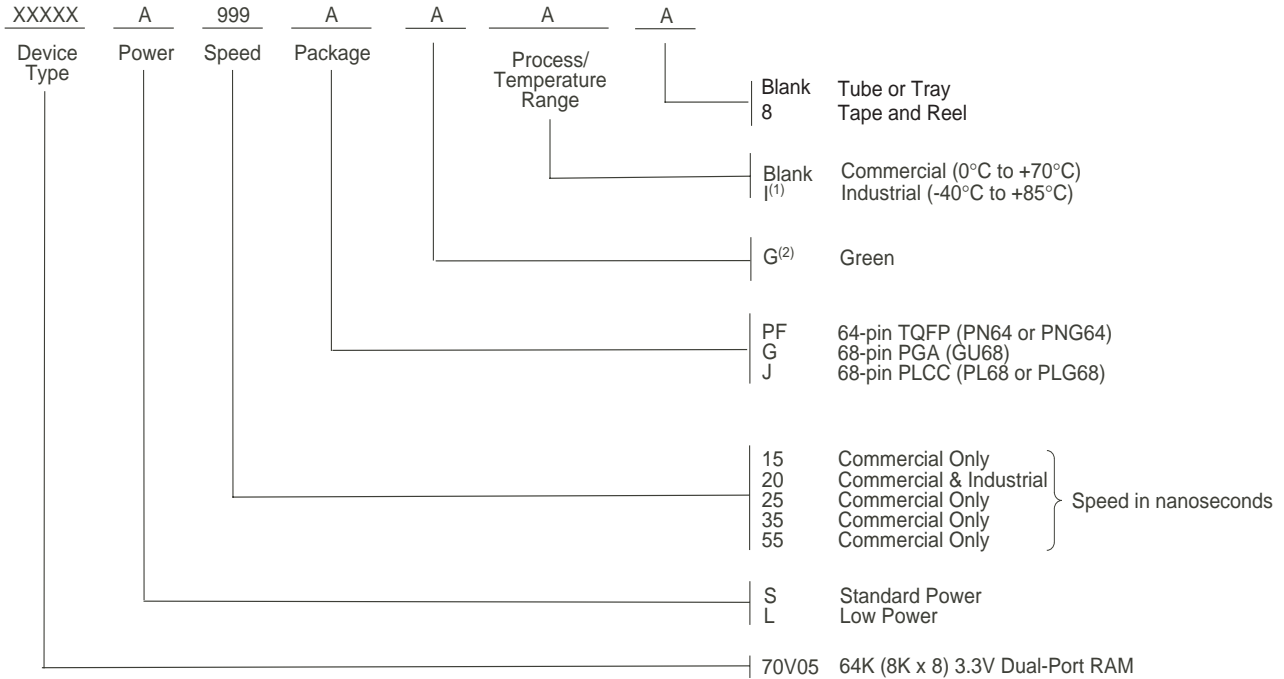 XXXXX A 999 A A A A
Device Type Power Speed Package Process/ Temperature Range
Blank Tube or Tray
8 Tape and Reel
Blank Commercial (0°C to +70°C)
I(1) Industrial (-40°C to +85°C)
G(2) Green
PF 64-pin TQFP (PN64 or PNG64)
G 68-pin PGA (GU68)
J 68-pin PLCC (PL68 or PLG68)
15 Commercial Only
20 Commercial & Industrial
25 Commercial Only
35 Commercial Only
55 Commercial Only
Speed in nanoseconds
S Standard Power
L Low Power
70V05 64K (8K x 8) 3.3V Dual-Port RAM